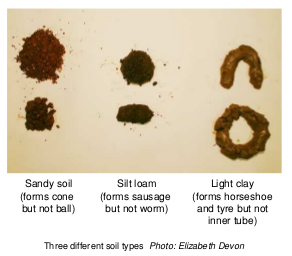 Sandy soil
(forms cone
but not ball)
Silt loam
(forms sausage
but not worm)
Light clay
(forms horseshoe
and tyre but not
inner tube)
Three different soil types Photo: Elizabeth Devon